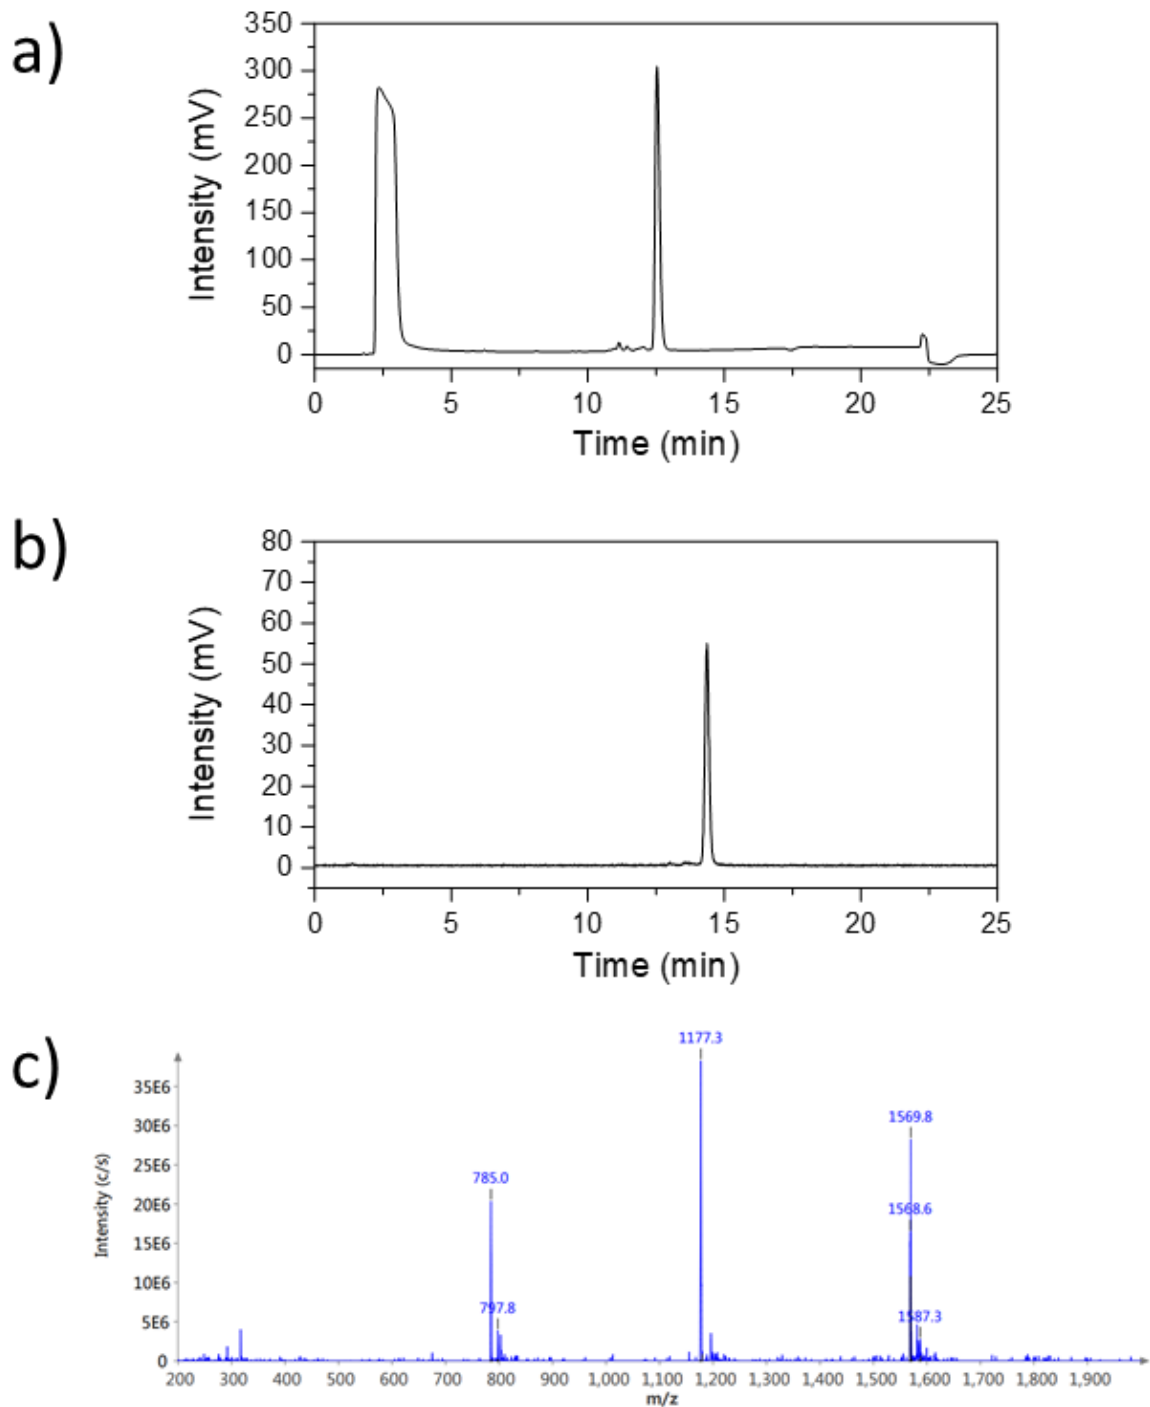 a)
350
300
250
200
150
100
50
0
Intensity (mV)
0 5 10 15 20 25
Time (min)
b)
80
70
60
50
40
30
20
10
0
Intensity (mV)
0 5 10 15 20 25
Time (min)
c)
1177.3
1569.8
1568.6
785.0
797.8
1587.3
35E6
30E6
25E6
20E6
15E6
10E6
5E6
0
Intensity (c/s)
200 300 400 500 600 700 800 900 1,000 1,100 1,200 1,300 1,400 1,500 1,600 1,700 1,800 1,900
m/z